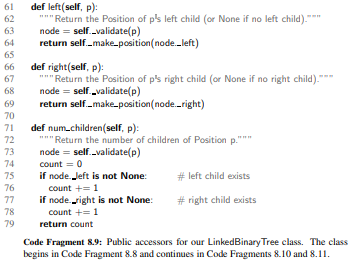 61 def left(self, p):
62 """Return the Position of p's left child (or None if no left child)."""
63 node = self._validate(p)
64 return self._make_position(node._left)
65
66 def right(self, p):
67 """Return the Position of p's right child (or None if no right child)."""
68 node = self._validate(p)
69 return self._make_position(node._right)
70
71 def num_children(self, p):
72 """Return the number of children of Position p."""
73 node = self._validate(p)
74 count = 0
75 if node._left is not None: # left child exists
76 count += 1
77 if node._right is not None: # right child exists
78 count += 1
79 return count
Code Fragment 8.9: Public accessors for our LinkedBinaryTree class. The class
begins in Code Fragment 8.8 and continues in Code Fragments 8.10 and 8.11.